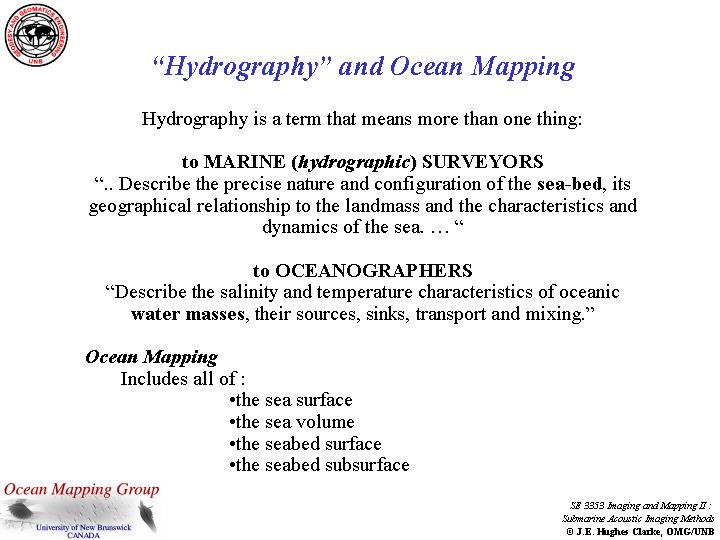 GEODESY AND GEOMATICS ENGINEERING
UNB
“Hydrography” and Ocean Mapping
Hydrography is a term that means more than one thing:
to MARINE (hydrographic) SURVEYORS
“.. Describe the precise nature and configuration of the sea-bed, its
geographical relationship to the landmass and the characteristics and
dynamics of the sea. … “
to OCEANOGRAPHERS
“Describe the salinity and temperature characteristics of oceanic
water masses, their sources, sinks, transport and mixing.”
Ocean Mapping
Includes all of :
•the sea surface
•the sea volume
•the seabed surface
•the seabed subsurface
Ocean Mapping Group
University of New Brunswick
CANADA
SE 3353 Imaging and Mapping II :
Submarine Acoustic Imaging Methods
© J.E. Hughes Clarke, OMG/UNB